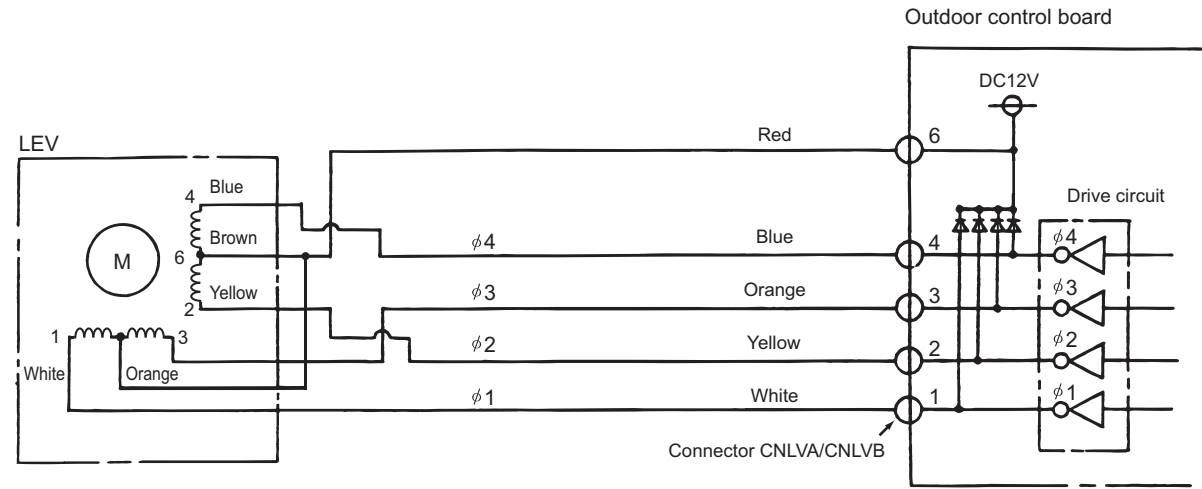 Outdoor control board
DC12V
LEV
Red
6
Drive circuit
4
Blue
Brown
6
ϕ4
Blue
4
ϕ4
Yellow
2
ϕ3
Orange
3
ϕ3
1
3
ϕ2
Yellow
2
ϕ2
White
Orange
ϕ1
White
1
ϕ1
M
Connector CNLVA/CNLVB